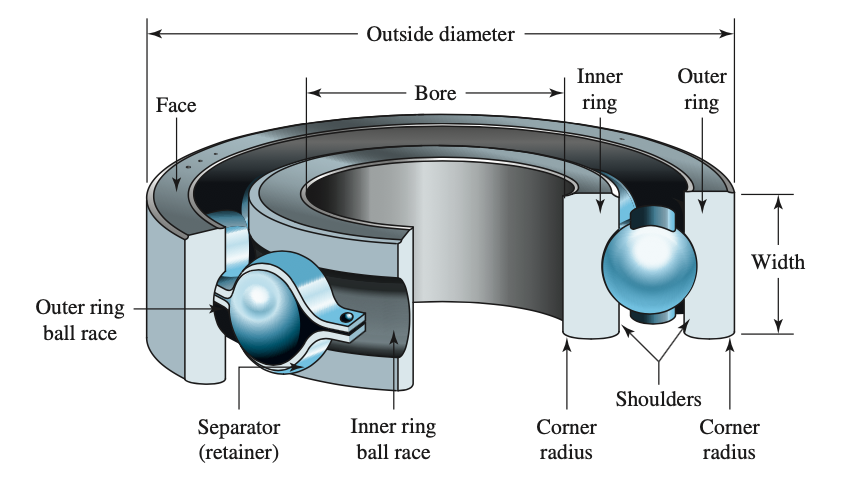 Outside diameter
Bore
Inner
ring
Outer
ring
Face
Width
Outer ring
ball race
Shoulders
Separator
(retainer)
Inner ring
ball race
Corner
radius
Corner
radius